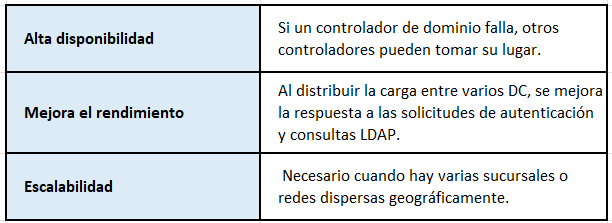 Alta disponibilidad
Si un controlador de dominio falla, otros
controladores pueden tomar su lugar.
Mejora el rendimiento
Al distribuir la carga entre varios DC, se mejora
la respuesta a las solicitudes de autenticación
y consultas LDAP.
Escalabilidad
Necesario cuando hay varias sucursales o
redes dispersas geográficamente.